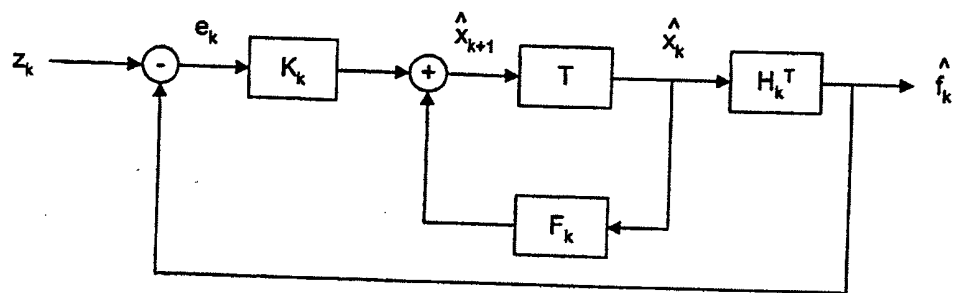 z_k
-
e_k
K_k
+
x̂_{k+1}
T
x̂_k
H_k^T
f̂_k
F_k